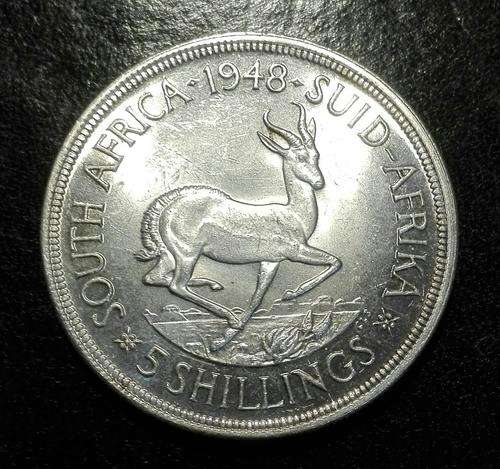 SOUTH AFRICA · 1948 · SUID-AFRIKA
5 SHILLINGS